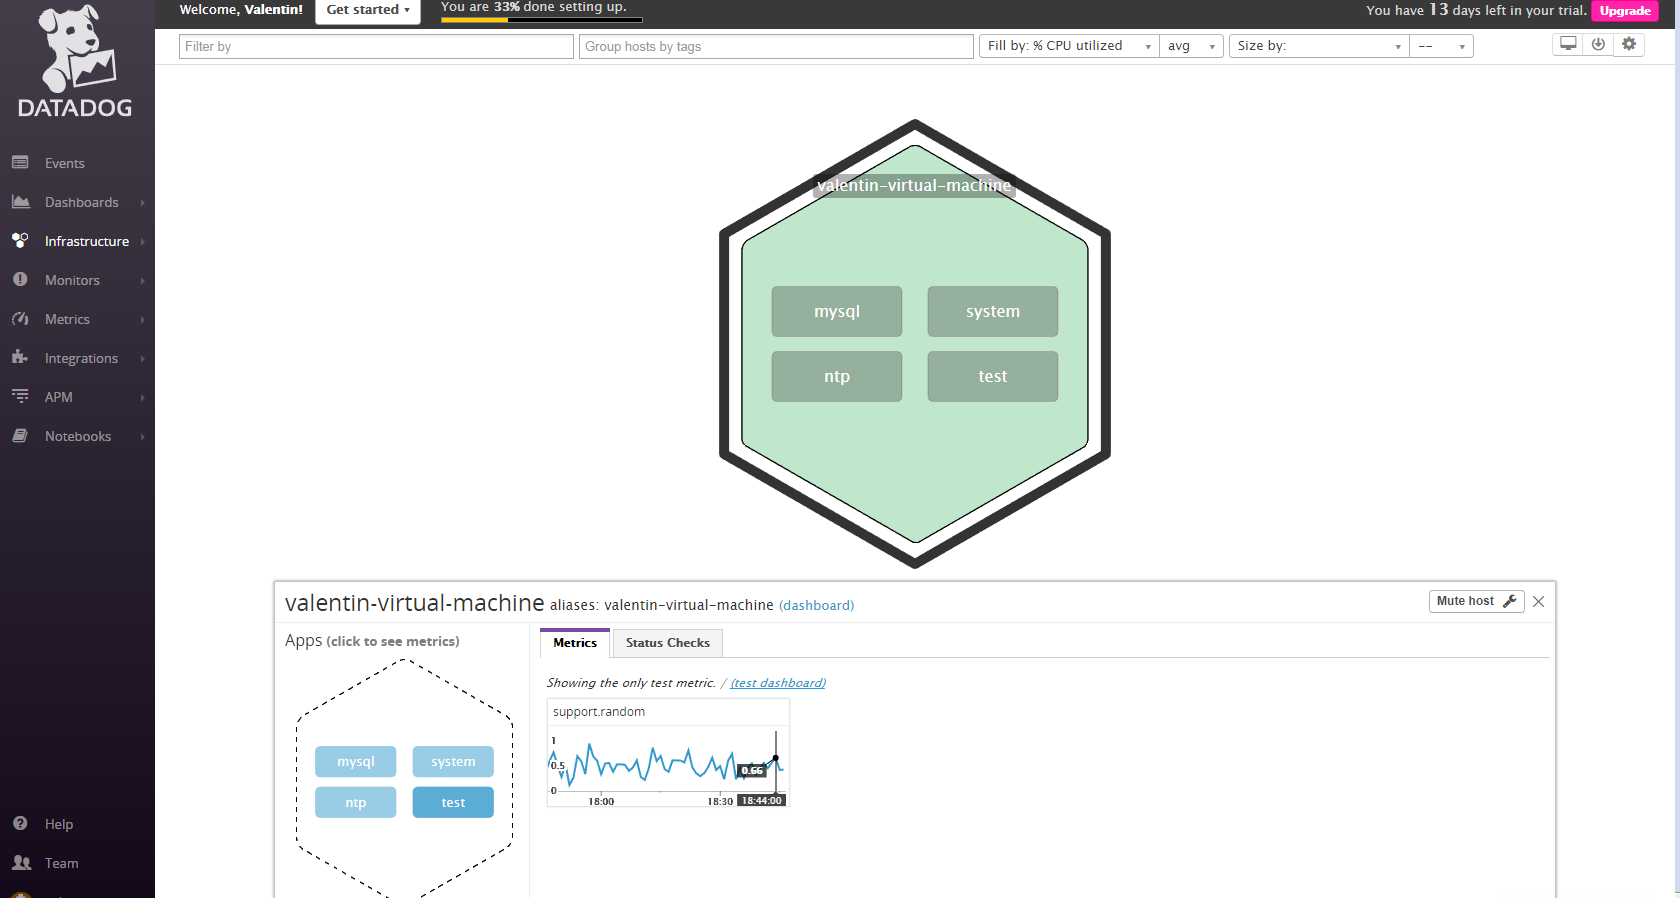 Welcome, Valentin!
Get started
You are 33% done setting up.
You have 13 days left in your trial.
Upgrade
DATADOG
Filter by
Group hosts by tags
Fill by: % CPU utilized
avg
Size by:
--
Events
Dashboards
Infrastructure
Monitors
Metrics
Integrations
APM
Notebooks
Help
Team
valentin-virtual-machine
mysql
system
ntp
test
valentin-virtual-machine aliases: valentin-virtual-machine (dashboard)
Mute host
Apps (click to see metrics)
mysql
system
ntp
test
Metrics
Status Checks
Showing the only test metric. / (test dashboard)
support.random
1
0.5
0
0.66
18:00
18:30
18:44:00